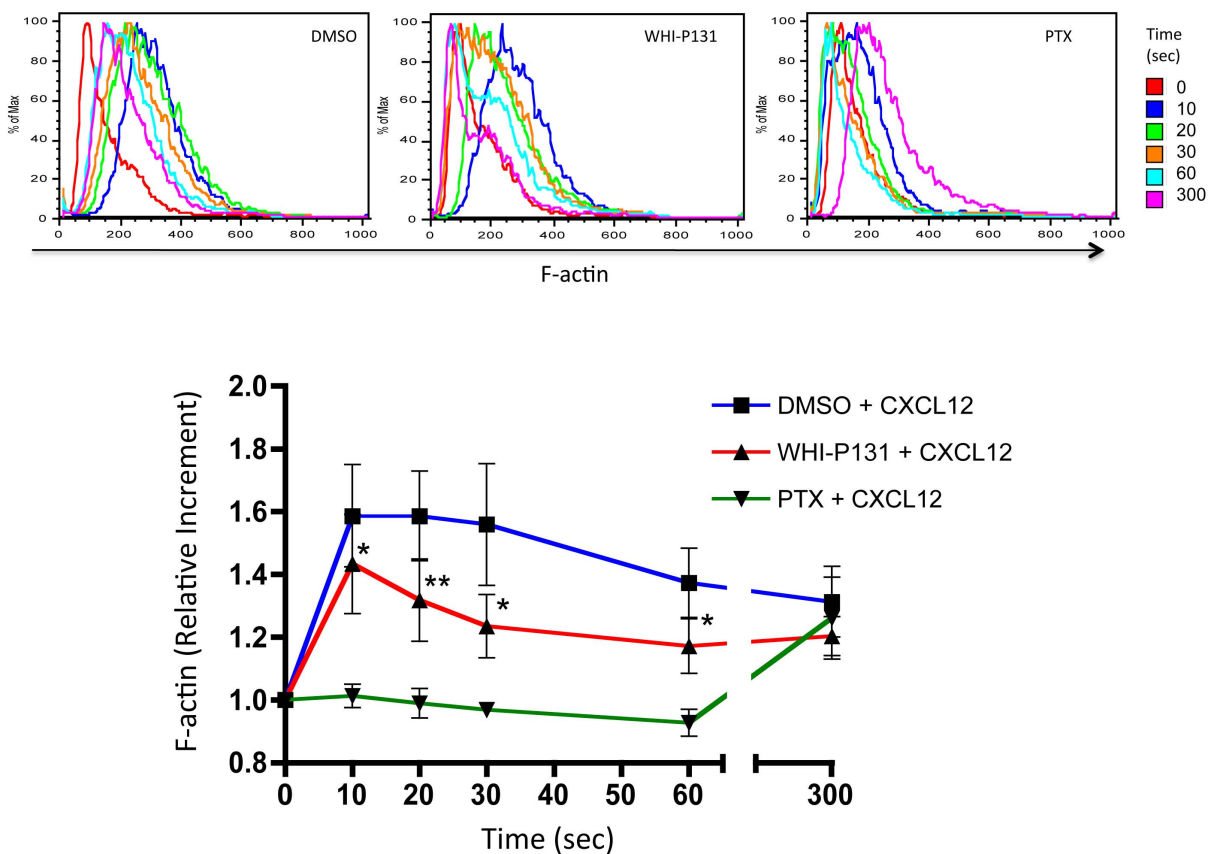 DMSO
WHI-P131
PTX
Time
(sec)
0
10
20
30
60
300
% of Max
100
80
60
40
20
0
0 200 400 600 800 1000
% of Max
100
80
60
40
20
0
0 200 400 600 800 1000
% of Max
100
80
60
40
20
0
0 200 400 600 800 1000
F-actin
F-actin (Relative Increment)
2.0
1.8
1.6
1.4
1.2
1.0
0.8
DMSO + CXCL12
WHI-P131 + CXCL12
PTX + CXCL12
*
**
*
*
0 10 20 30 40 50 60 300
Time (sec)